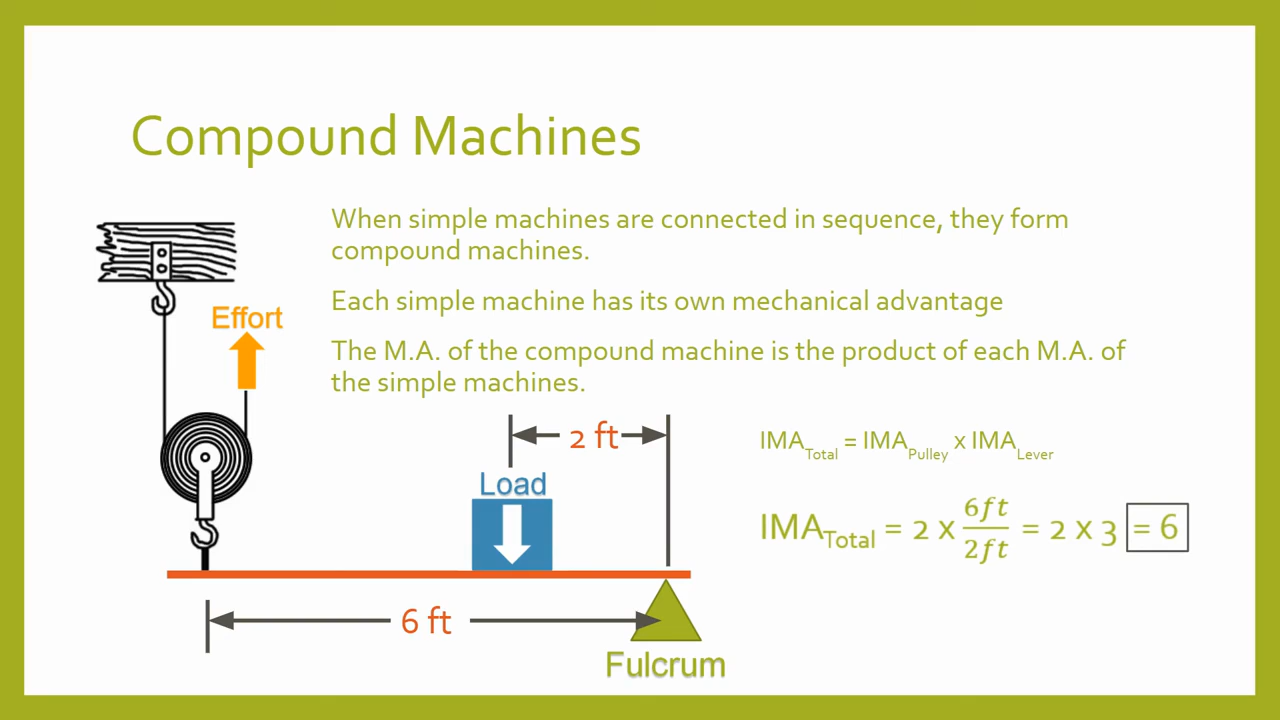 Compound Machines
When simple machines are connected in sequence, they form
compound machines.
Each simple machine has its own mechanical advantage
The M.A. of the compound machine is the product of each M.A. of
the simple machines.
Effort
2 ft
Load
6 ft
Fulcrum
IMA_Total = IMA_Pulley x IMA_Lever
IMA_Total = 2 x 6ft/2ft = 2 x 3 = 6